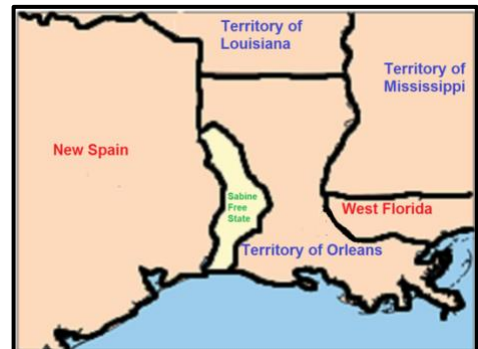 Territory of
Louisiana
Territory of
Mississippi
New Spain
Sabine
Free
State
West Florida
Territory of Orleans